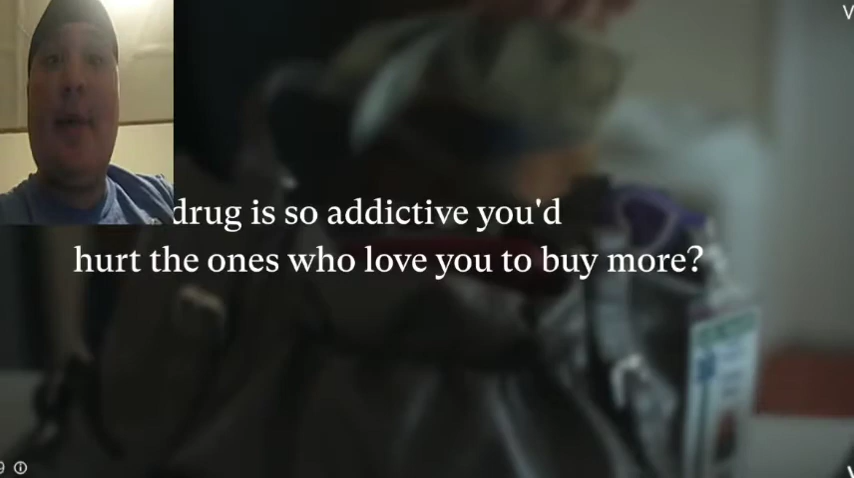 drug is so addictive you'd
hurt the ones who love you to buy more?